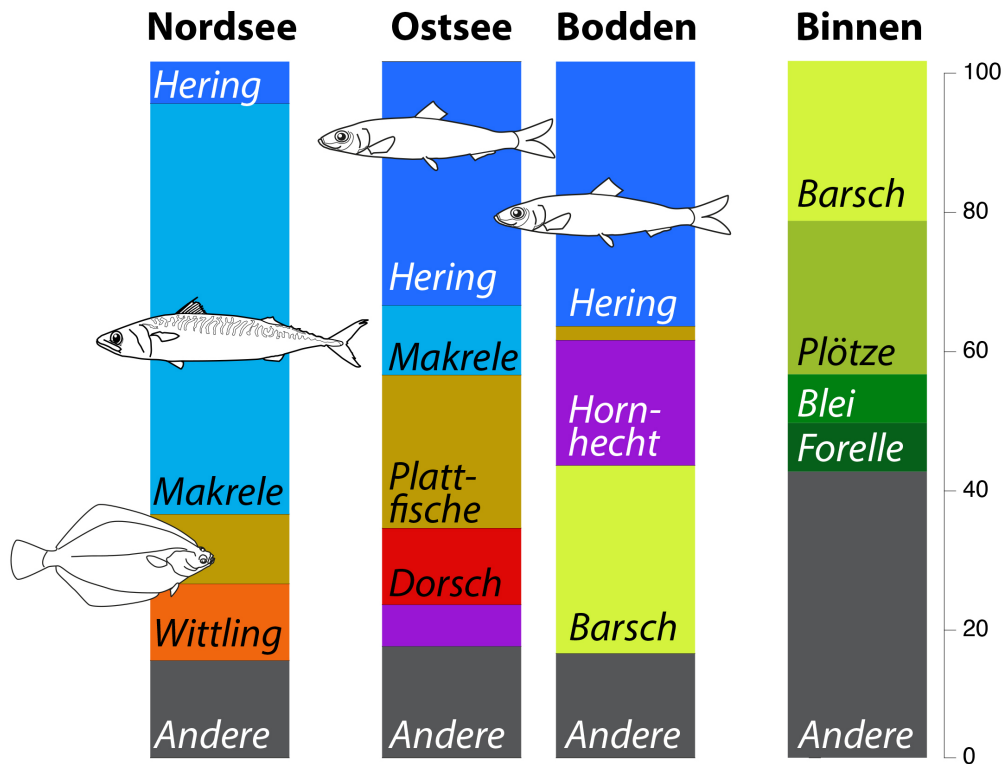 Nordsee
Ostsee
Bodden
Binnen
Hering
Makrele
Wittling
Andere
Hering
Makrele
Platt-
fische
Dorsch
Andere
Hering
Horn-
hecht
Barsch
Andere
Barsch
Plötze
Blei
Forelle
Andere
100
80
60
40
20
0